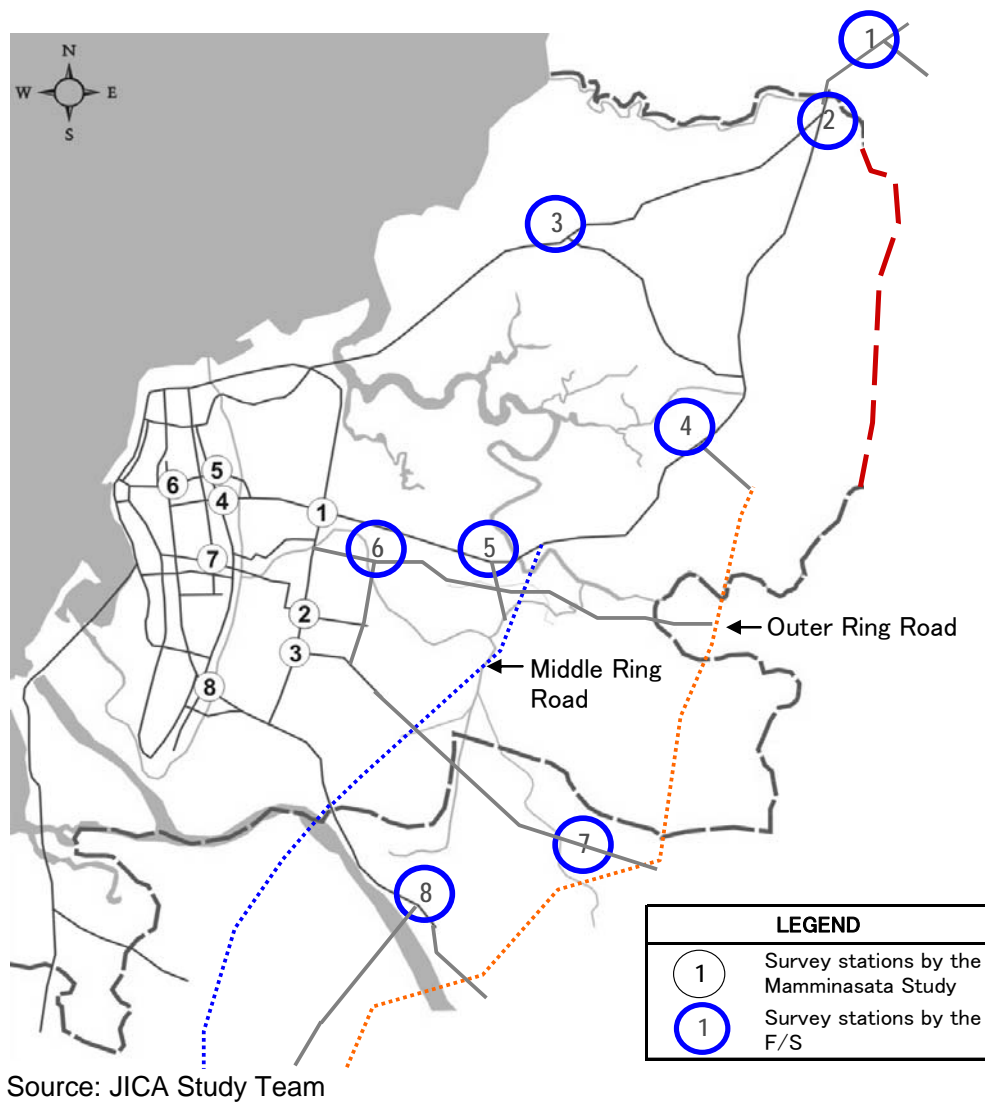 N
W E
S
1
2
3
4
5
6
4
1
7
6
5
2
3
8
Outer Ring Road
Middle Ring
Road
7
8
LEGEND
1 Survey stations by the
Mamminasata Study
1 Survey stations by the
F/S
Source: JICA Study Team